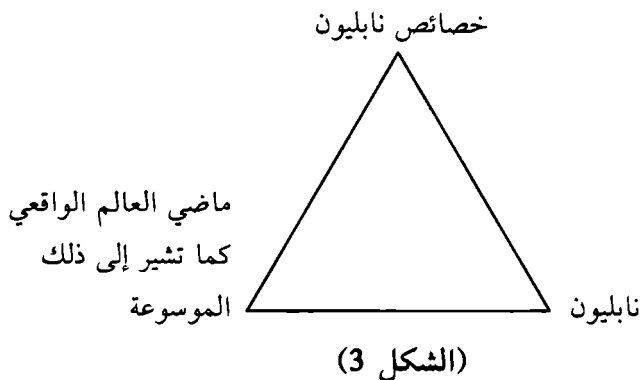 خصائص نابليون
ماضي العالم الواقعي
كما تشير إلى ذلك
الموسوعة
نابليون
(الشكل 3)